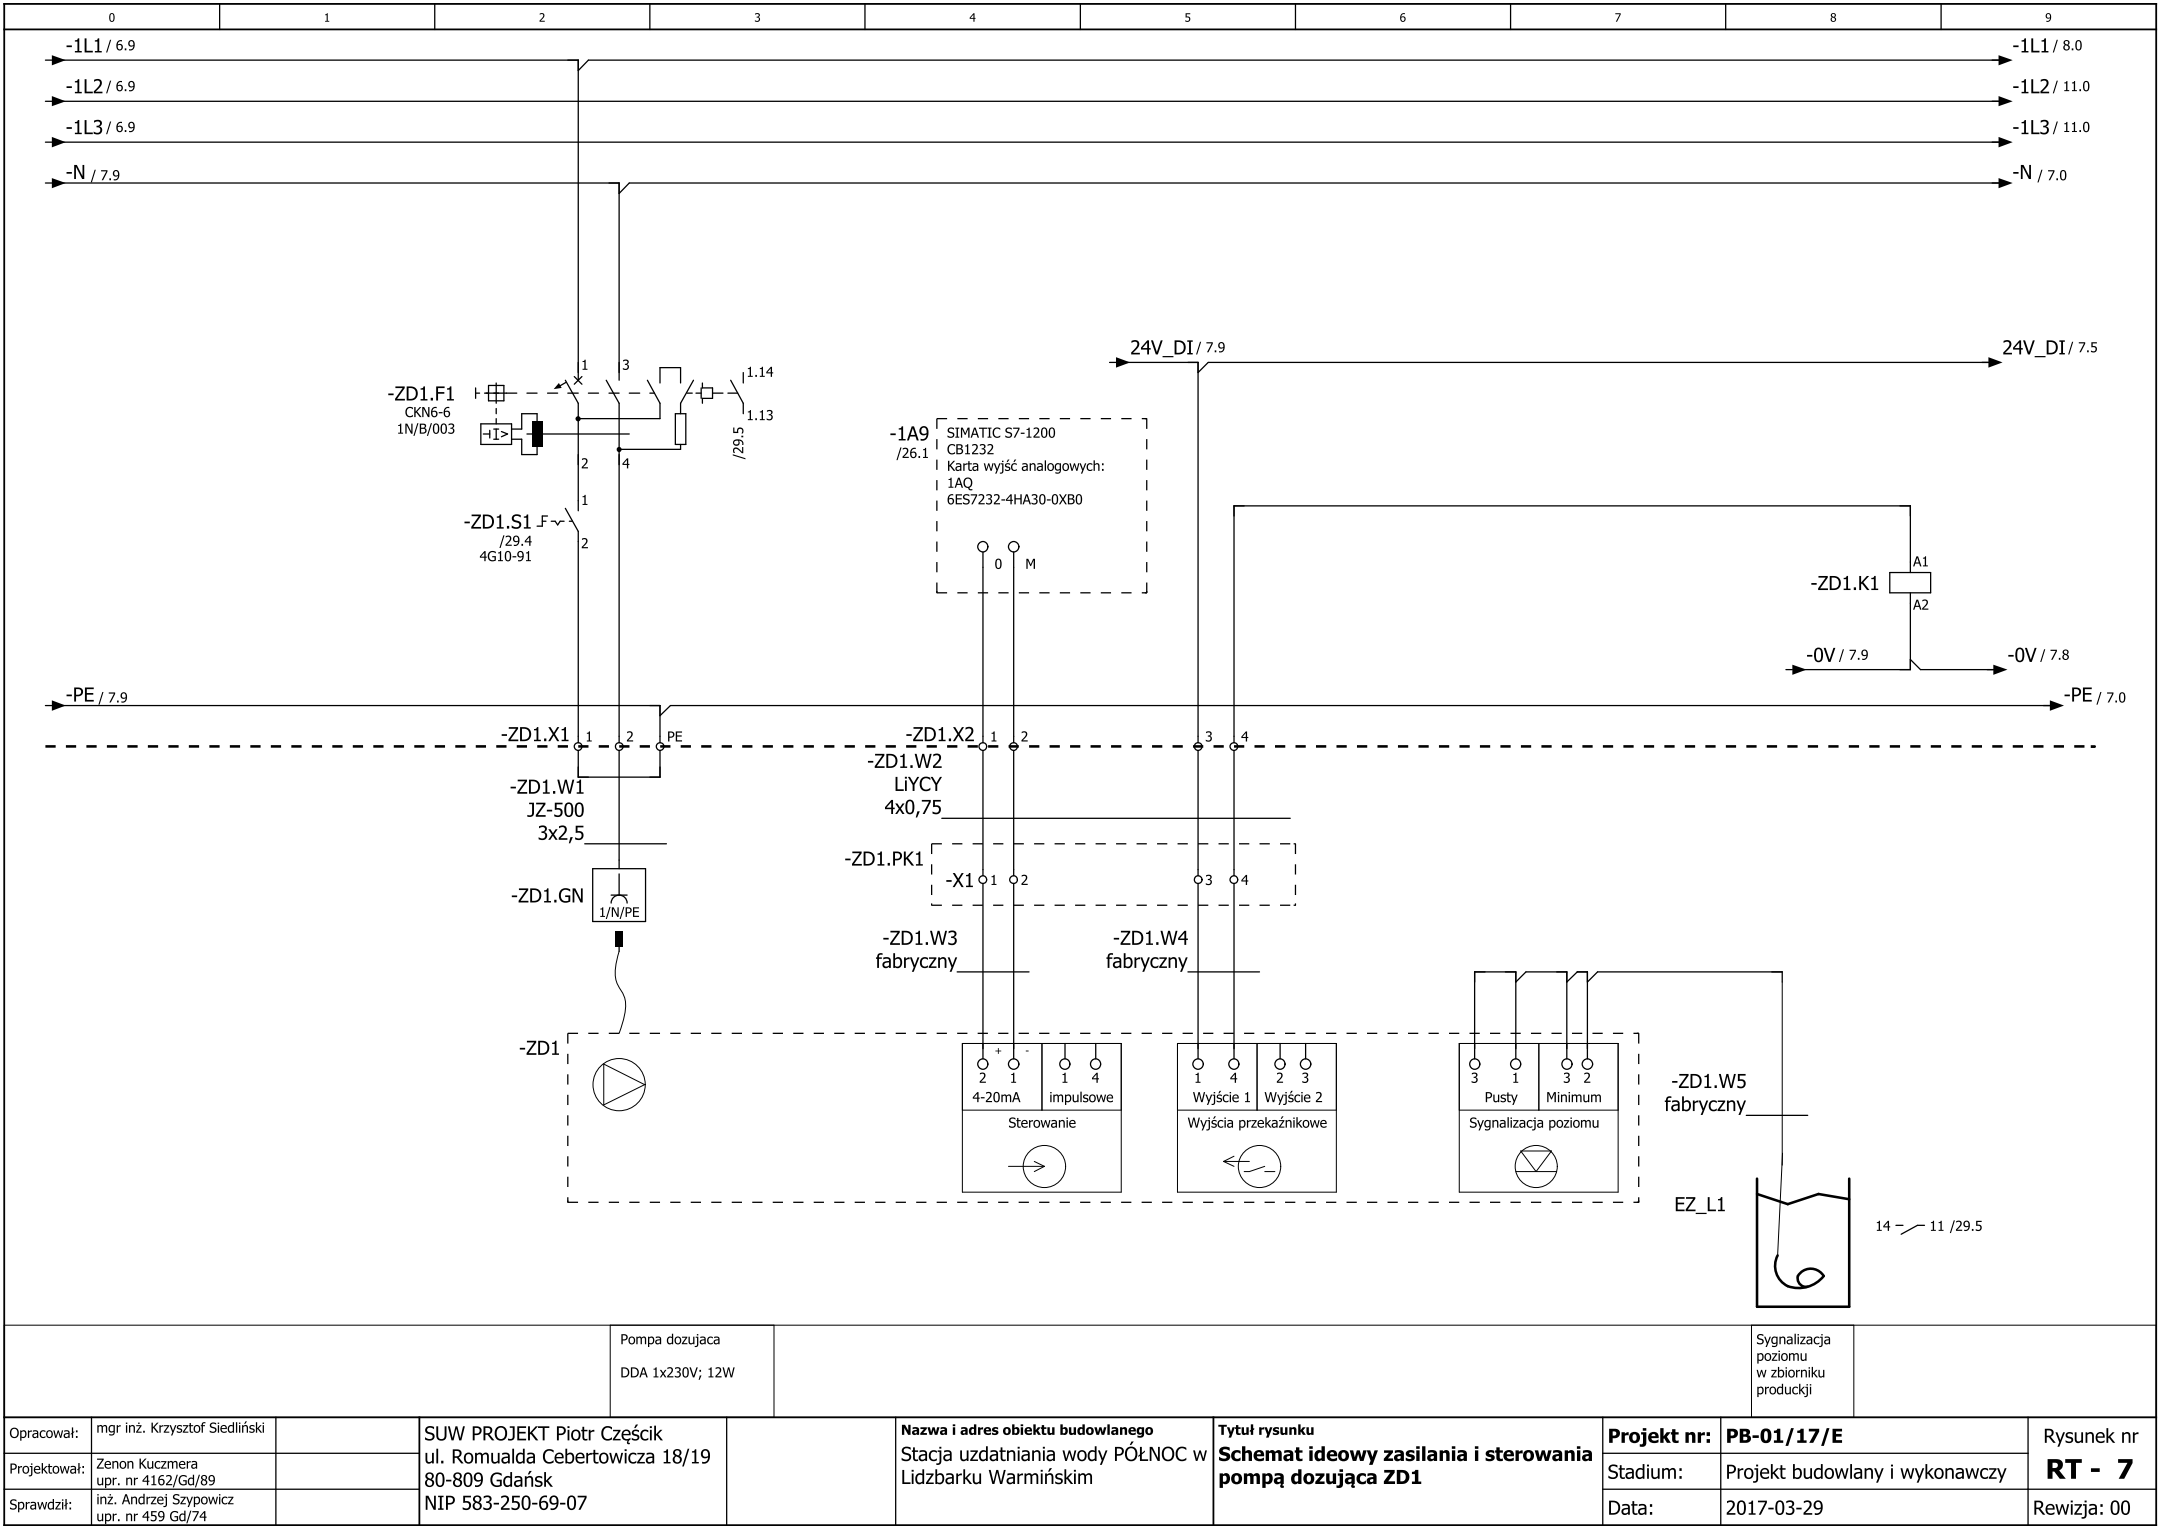 0 1 2 3 4 5 6 7 8 9
-1L1 / 6.9 -1L1 / 8.0
-1L2 / 6.9 -1L2 / 11.0
-1L3 / 6.9 -1L3 / 11.0
-N / 7.9 -N / 7.0
24V_DI / 7.9 24V_DI / 7.5
-ZD1.F1
CKN6-6
1N/B/003
I>
1 3
2 4
1.14
1.13
/29.5
-ZD1.S1
/29.4
4G10-91
1
2
-1A9
/26.1
SIMATIC S7-1200
CB1232
Karta wyjść analogowych:
1AQ
6ES7232-4HA30-0XB0
0 M
-ZD1.K1
A1
A2
-0V / 7.9 -0V / 7.8
-PE / 7.9 -PE / 7.0
-ZD1.X1 1 2 PE
-ZD1.X2 1 2 3 4
-ZD1.W1
JZ-500
3x2,5
-ZD1.W2
LiYCY
4x0,75
-ZD1.PK1
-X1 1 2 3 4
-ZD1.GN
1/N/PE
-ZD1.W3
fabryczny
-ZD1.W4
fabryczny
-ZD1
+ -
2 1 1 4
4-20mA impulsowe
Sterowanie
1 4 2 3
Wyjście 1 Wyjście 2
Wyjścia przekaźnikowe
3 1 3 2
Pusty Minimum
Sygnalizacja poziomu
-ZD1.W5
fabryczny
EZ_L1
14 11 /29.5
Pompa dozujaca
DDA 1x230V; 12W
Sygnalizacja
poziomu
w zbiorniku
produckji
Opracował: mgr inż. Krzysztof Siedliński
Projektował: Zenon Kuczmera
upr. nr 4162/Gd/89
Sprawdził: inż. Andrzej Szypowicz
upr. nr 459 Gd/74
SUW PROJEKT Piotr Częścik
ul. Romualda Cebertowicza 18/19
80-809 Gdańsk
NIP 583-250-69-07
Nazwa i adres obiektu budowlanego
Stacja uzdatniania wody PÓŁNOC w
Lidzbarku Warmińskim
Tytuł rysunku
Schemat ideowy zasilania i sterowania
pompą dozująca ZD1
Projekt nr: PB-01/17/E
Stadium: Projekt budowlany i wykonawczy
Data: 2017-03-29
Rysunek nr
RT - 7
Rewizja: 00